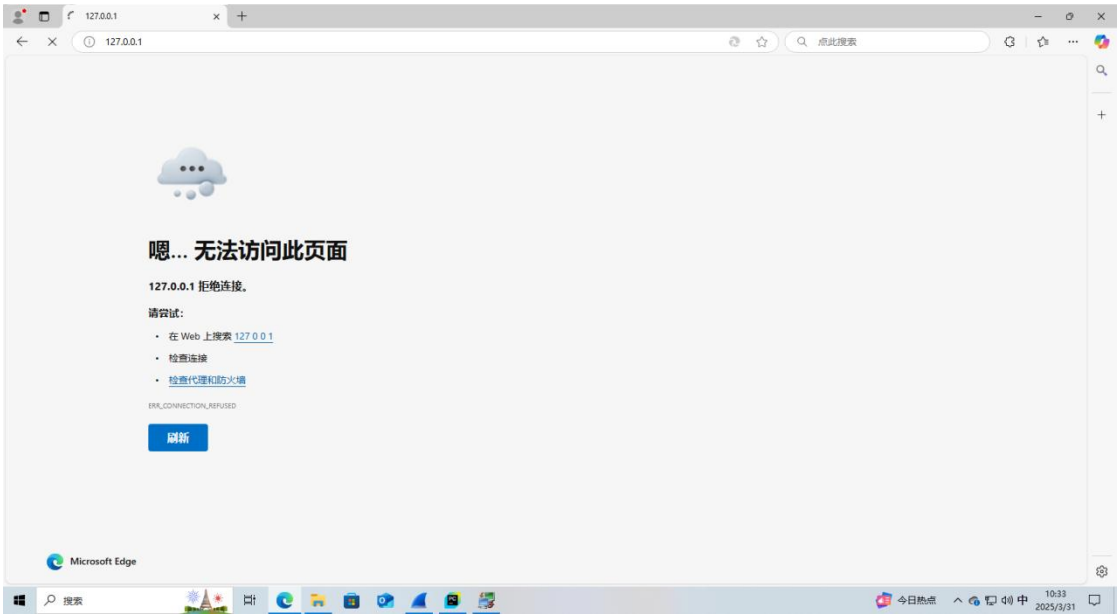 127.0.0.1
127.0.0.1
点此搜索
嗯… 无法访问此页面
127.0.0.1 拒绝连接。
请尝试:
• 在 Web 上搜索 127 0 0 1
• 检查连接
• 检查代理和防火墙
ERR_CONNECTION_REFUSED
刷新
Microsoft Edge
搜索
PC
今日热点
中
10:33
2025/3/31